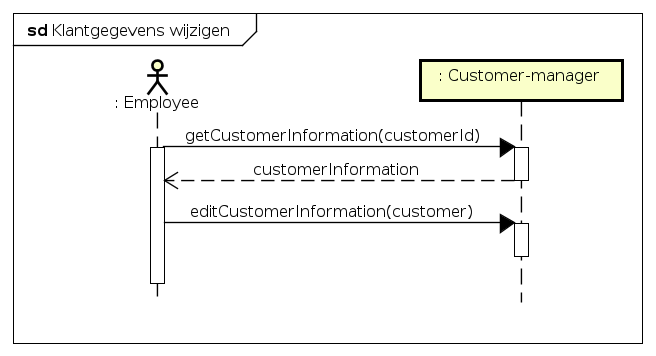 sd Klantgegevens wijzigen
: Employee
: Customer-manager
getCustomerInformation(customerId)
customerInformation
editCustomerInformation(customer)